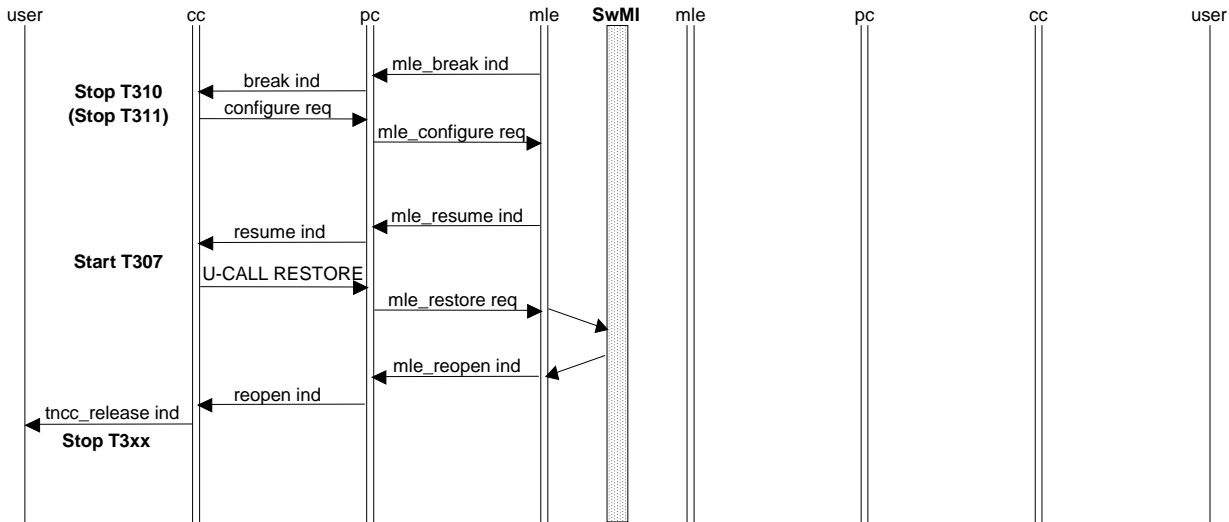 user cc pc mle SwMI mle pc cc user
mle_break ind
break ind
Stop T310
(Stop T311)
configure req
mle_configure req
mle_resume ind
resume ind
Start T307
U-CALL RESTORE
mle_restore req
mle_reopen ind
reopen ind
tncc_release ind
Stop T3xx